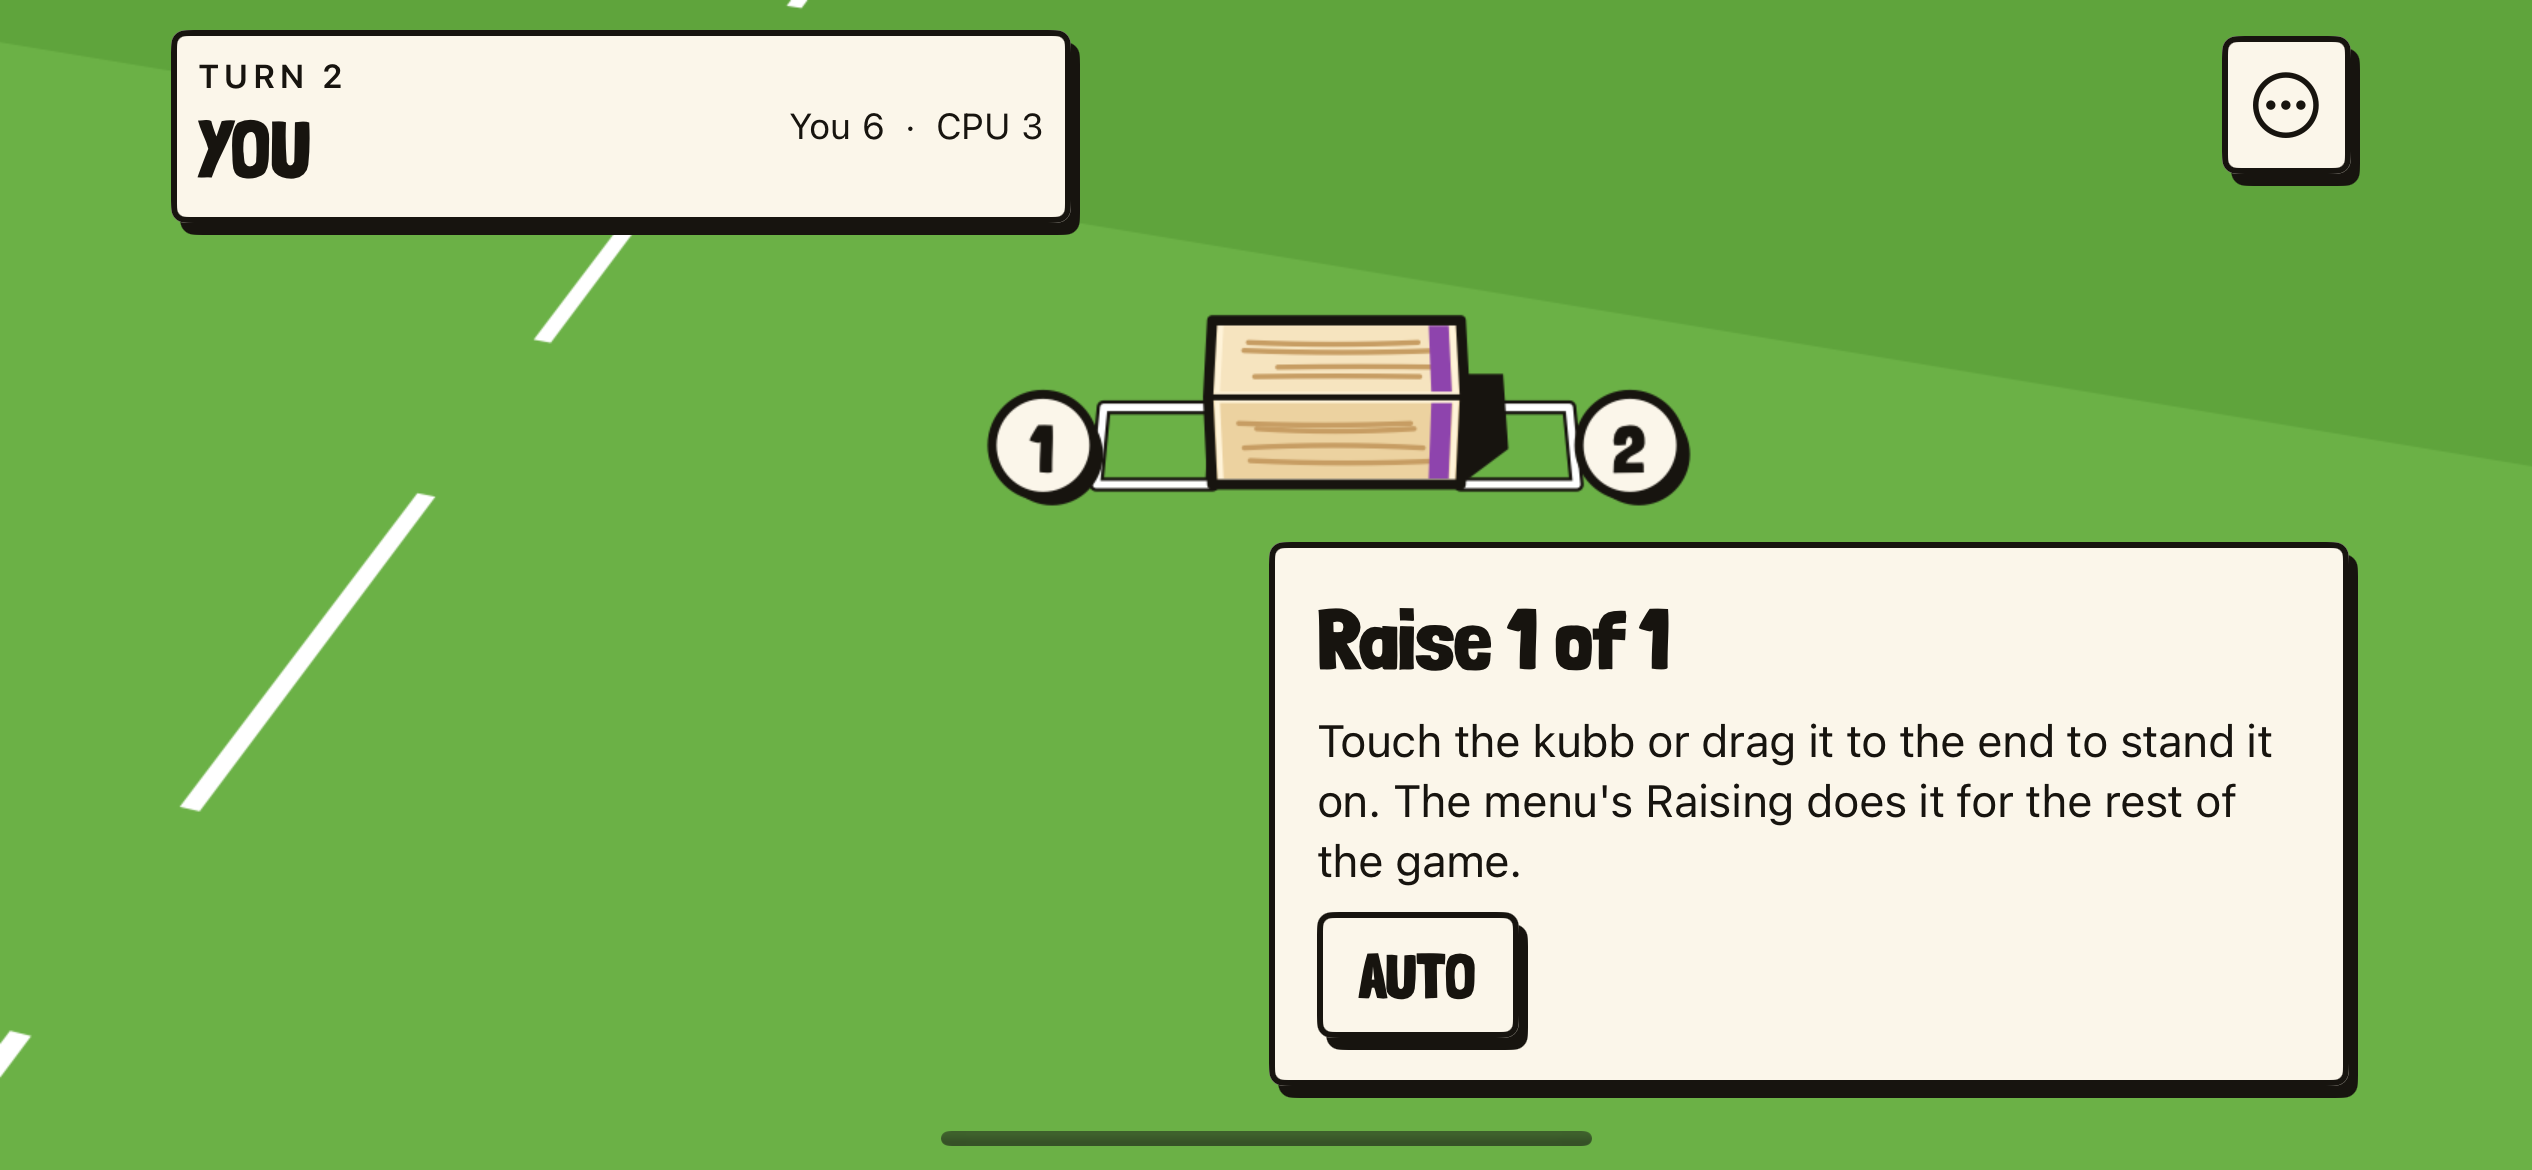 TURN 2
YOU
You 6 · CPU 3
1
2
Raise 1 of 1
Touch the kubb or drag it to the end to stand it
on. The menu's Raising does it for the rest of
the game.
AUTO